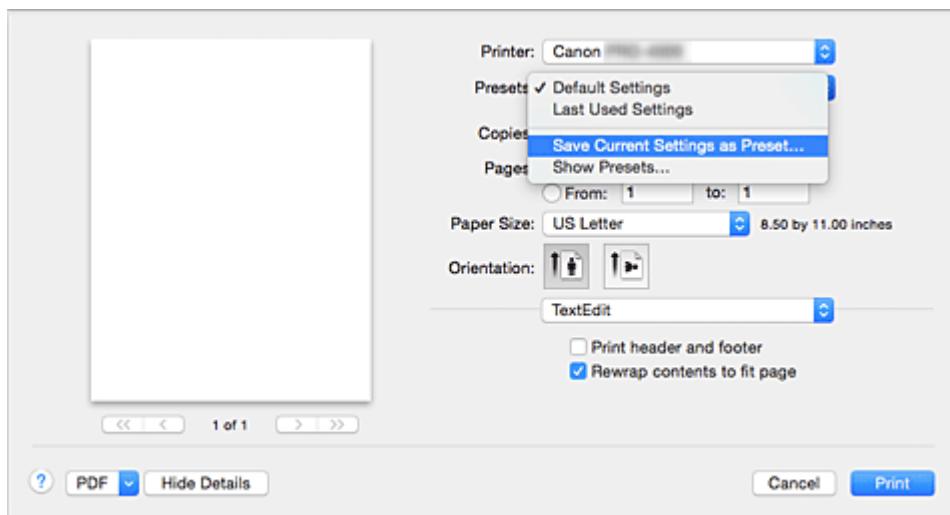 Printer: Canon
Presets ✓ Default Settings
Last Used Settings
Copies
Save Current Settings as Preset...
Pages Show Presets...
From: 1 to: 1
Paper Size: US Letter 8.50 by 11.00 inches
Orientation:
TextEdit
Print header and footer
Rewrap contents to fit page
<< < 1 of 1 > >>
? PDF Hide Details Cancel Print